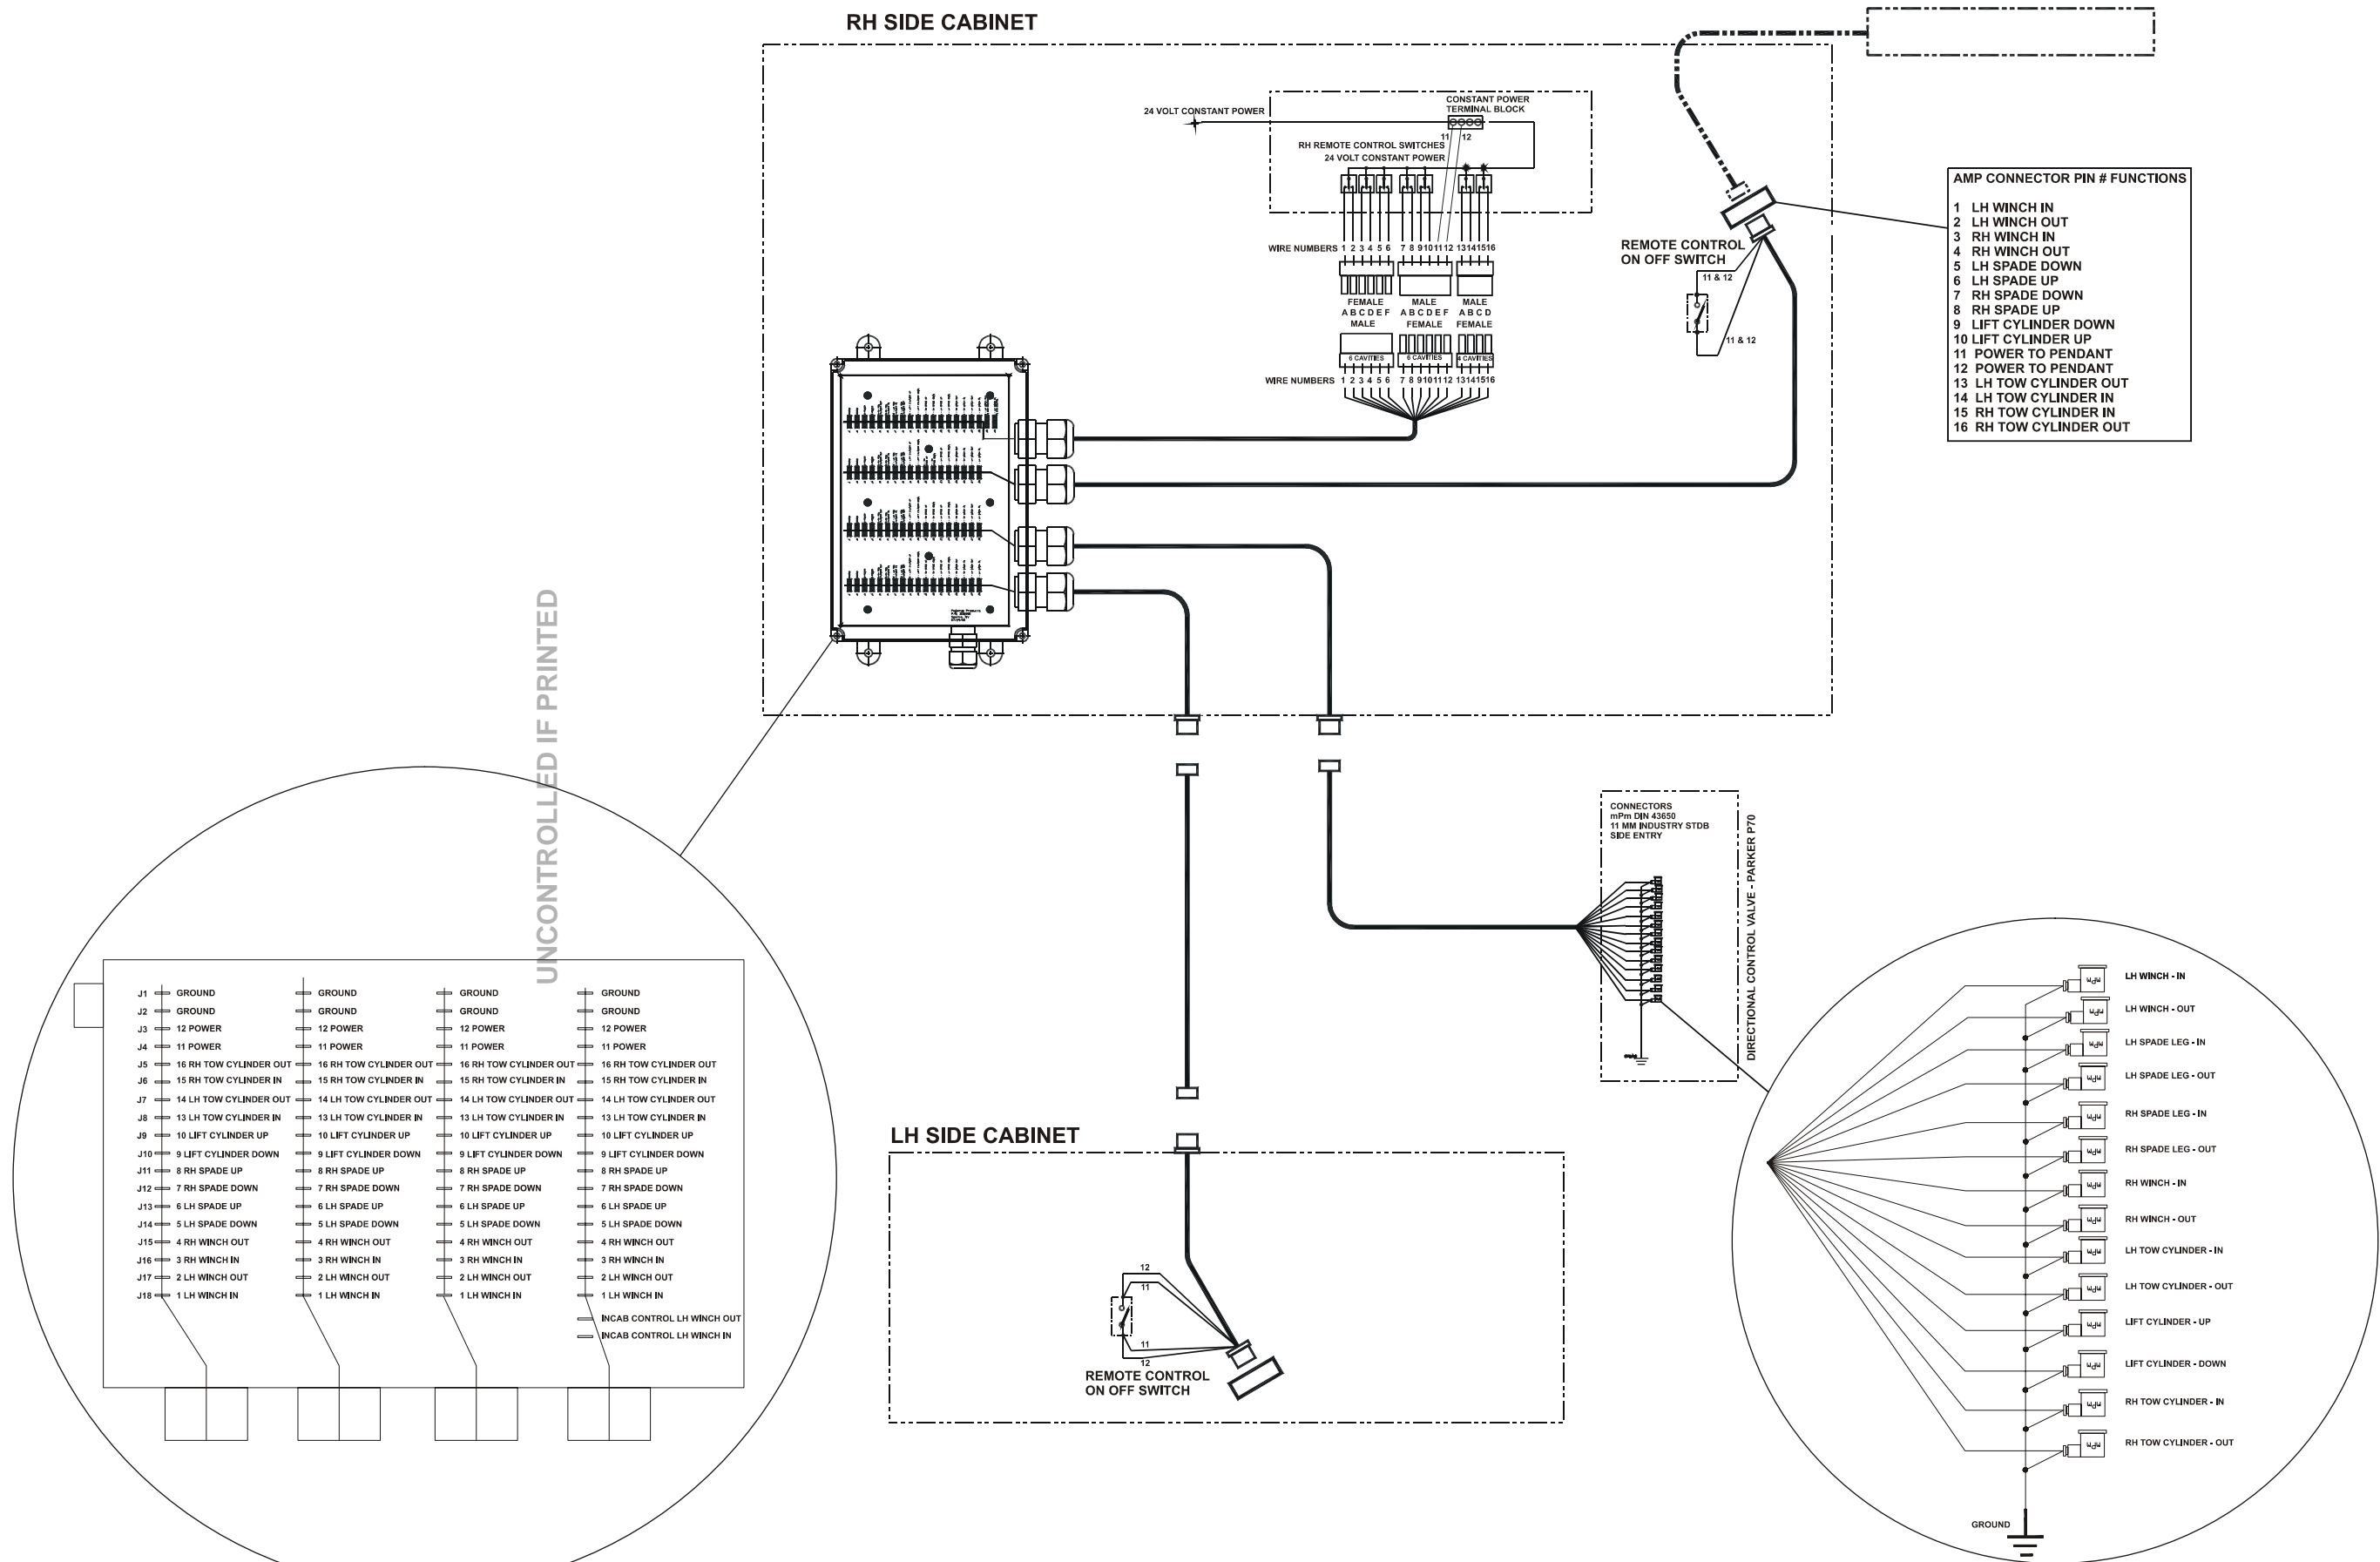 RH SIDE CABINET
24 VOLT CONSTANT POWER
CONSTANT POWER
TERMINAL BLOCK
11 12
RH REMOTE CONTROL SWITCHES
24 VOLT CONSTANT POWER
WIRE NUMBERS 1 2 3 4 5 6 7 8 9 10 11 12 13 14 15 16
FEMALE MALE MALE
A B C D E F A B C D E F A B C D
MALE FEMALE FEMALE
6 CAVITIES 6 CAVITIES 4 CAVITIES
WIRE NUMBERS 1 2 3 4 5 6 7 8 9 10 11 12 13 14 15 16
REMOTE CONTROL
ON OFF SWITCH
11 & 12
11 & 12
AMP CONNECTOR PIN # FUNCTIONS
1 LH WINCH IN
2 LH WINCH OUT
3 RH WINCH IN
4 RH WINCH OUT
5 LH SPADE DOWN
6 LH SPADE UP
7 RH SPADE DOWN
8 RH SPADE UP
9 LIFT CYLINDER DOWN
10 LIFT CYLINDER UP
11 POWER TO PENDANT
12 POWER TO PENDANT
13 LH TOW CYLINDER OUT
14 LH TOW CYLINDER IN
15 RH TOW CYLINDER IN
16 RH TOW CYLINDER OUT
UNCONTROLLED IF PRINTED
J1 GROUND GROUND GROUND GROUND
J2 GROUND GROUND GROUND GROUND
J3 12 POWER 12 POWER 12 POWER 12 POWER
J4 11 POWER 11 POWER 11 POWER 11 POWER
J5 16 RH TOW CYLINDER OUT 16 RH TOW CYLINDER OUT 16 RH TOW CYLINDER OUT 16 RH TOW CYLINDER OUT
J6 15 RH TOW CYLINDER IN 15 RH TOW CYLINDER IN 15 RH TOW CYLINDER IN 15 RH TOW CYLINDER IN
J7 14 LH TOW CYLINDER OUT 14 LH TOW CYLINDER OUT 14 LH TOW CYLINDER OUT 14 LH TOW CYLINDER OUT
J8 13 LH TOW CYLINDER IN 13 LH TOW CYLINDER IN 13 LH TOW CYLINDER IN 13 LH TOW CYLINDER IN
J9 10 LIFT CYLINDER UP 10 LIFT CYLINDER UP 10 LIFT CYLINDER UP 10 LIFT CYLINDER UP
J10 9 LIFT CYLINDER DOWN 9 LIFT CYLINDER DOWN 9 LIFT CYLINDER DOWN 9 LIFT CYLINDER DOWN
J11 8 RH SPADE UP 8 RH SPADE UP 8 RH SPADE UP 8 RH SPADE UP
J12 7 RH SPADE DOWN 7 RH SPADE DOWN 7 RH SPADE DOWN 7 RH SPADE DOWN
J13 6 LH SPADE UP 6 LH SPADE UP 6 LH SPADE UP 6 LH SPADE UP
J14 5 LH SPADE DOWN 5 LH SPADE DOWN 5 LH SPADE DOWN 5 LH SPADE DOWN
J15 4 RH WINCH OUT 4 RH WINCH OUT 4 RH WINCH OUT 4 RH WINCH OUT
J16 3 RH WINCH IN 3 RH WINCH IN 3 RH WINCH IN 3 RH WINCH IN
J17 2 LH WINCH OUT 2 LH WINCH OUT 2 LH WINCH OUT 2 LH WINCH OUT
J18 1 LH WINCH IN 1 LH WINCH IN 1 LH WINCH IN 1 LH WINCH IN
INCAB CONTROL LH WINCH OUT
INCAB CONTROL LH WINCH IN
CONNECTORS
mPm DIN 43650
11 MM INDUSTRY STDB
SIDE ENTRY
DIRECTIONAL CONTROL VALVE - PARKER P70
LH SIDE CABINET
12
11
11
12
REMOTE CONTROL
ON OFF SWITCH
mPm LH WINCH - IN
mPm LH WINCH - OUT
mPm LH SPADE LEG - IN
mPm LH SPADE LEG - OUT
mPm RH SPADE LEG - IN
mPm RH SPADE LEG - OUT
mPm RH WINCH - IN
mPm RH WINCH - OUT
mPm LH TOW CYLINDER - IN
mPm LH TOW CYLINDER - OUT
mPm LIFT CYLINDER - UP
mPm LIFT CYLINDER - DOWN
mPm RH TOW CYLINDER - IN
mPm RH TOW CYLINDER - OUT
GROUND